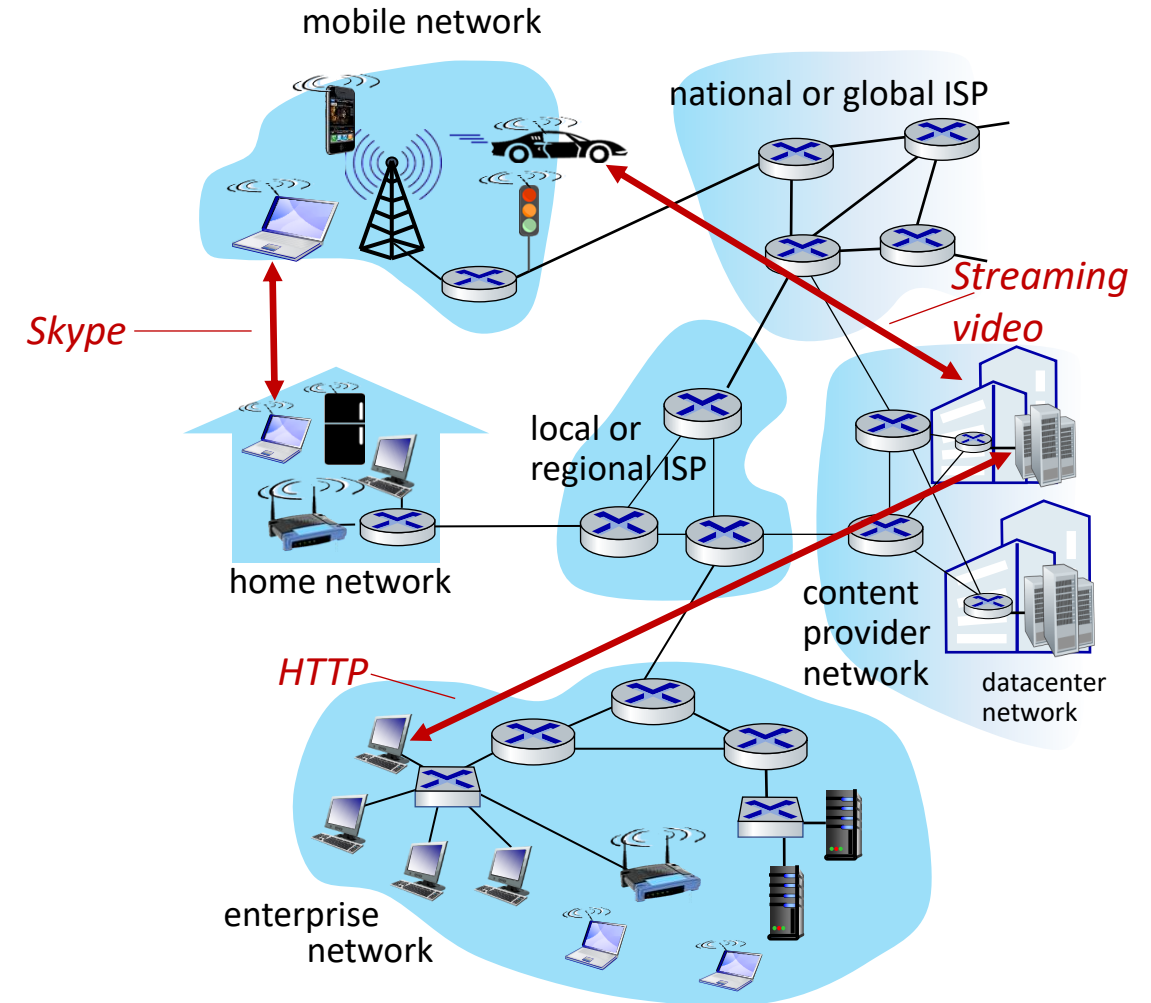 mobile network
national or global ISP
Streaming
video
Skype
local or
regional ISP
home network
content
provider
network
datacenter
network
HTTP
enterprise
network